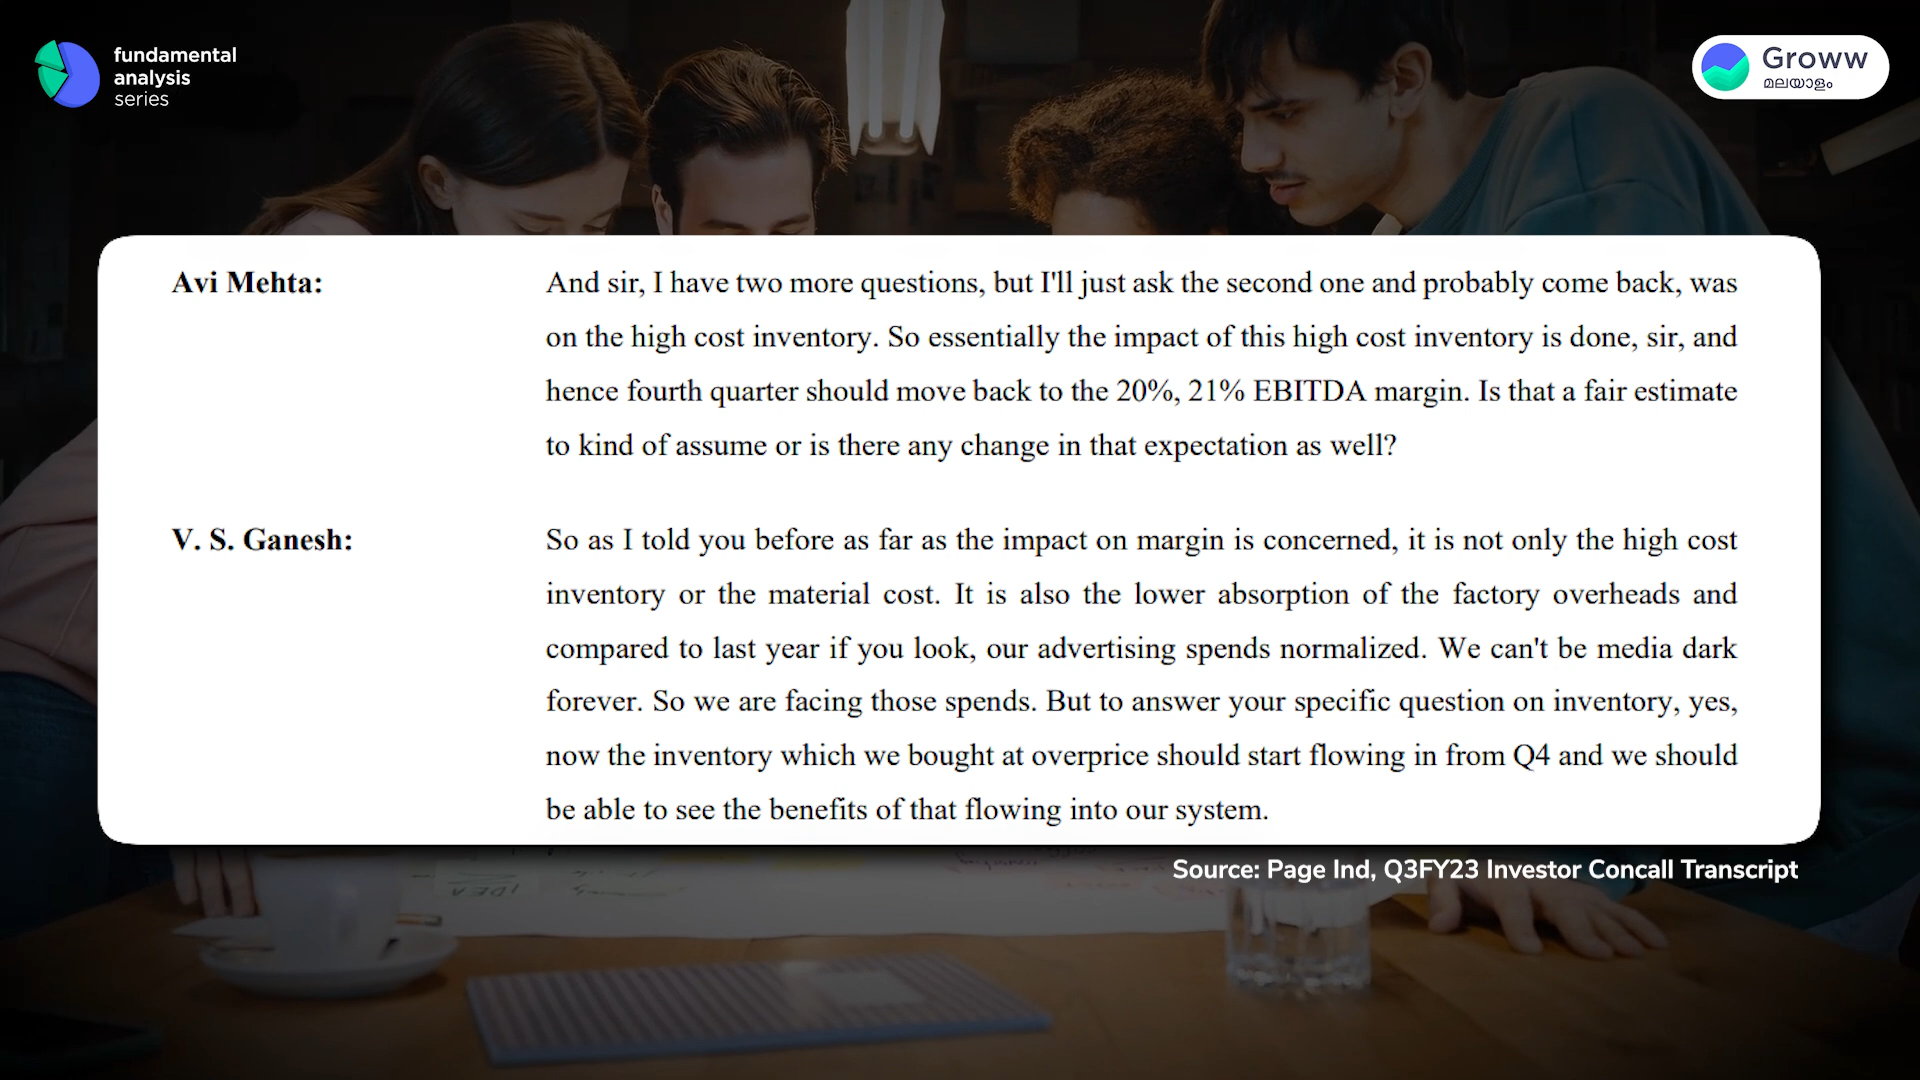 fundamental
analysis
series
Groww
മലയാളം
Avi Mehta:
And sir, I have two more questions, but I'll just ask the second one and probably come back, was
on the high cost inventory. So essentially the impact of this high cost inventory is done, sir, and
hence fourth quarter should move back to the 20%, 21% EBITDA margin. Is that a fair estimate
to kind of assume or is there any change in that expectation as well?
V. S. Ganesh:
So as I told you before as far as the impact on margin is concerned, it is not only the high cost
inventory or the material cost. It is also the lower absorption of the factory overheads and
compared to last year if you look, our advertising spends normalized. We can't be media dark
forever. So we are facing those spends. But to answer your specific question on inventory, yes,
now the inventory which we bought at overprice should start flowing in from Q4 and we should
be able to see the benefits of that flowing into our system.
Source: Page Ind, Q3FY23 Investor Concall Transcript
IDEA